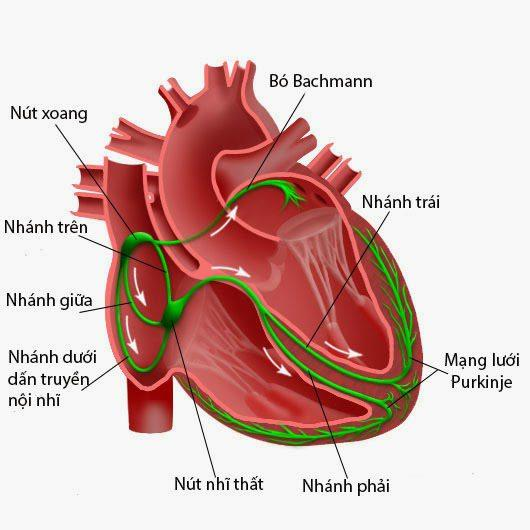 Bó Bachmann
Nút xoang
Nhánh trái
Nhánh trên
Nhánh giữa
Nhánh dưới
dấn truyền
nội nhĩ
Mạng lưới
Purkinje
Nút nhĩ thất
Nhánh phải